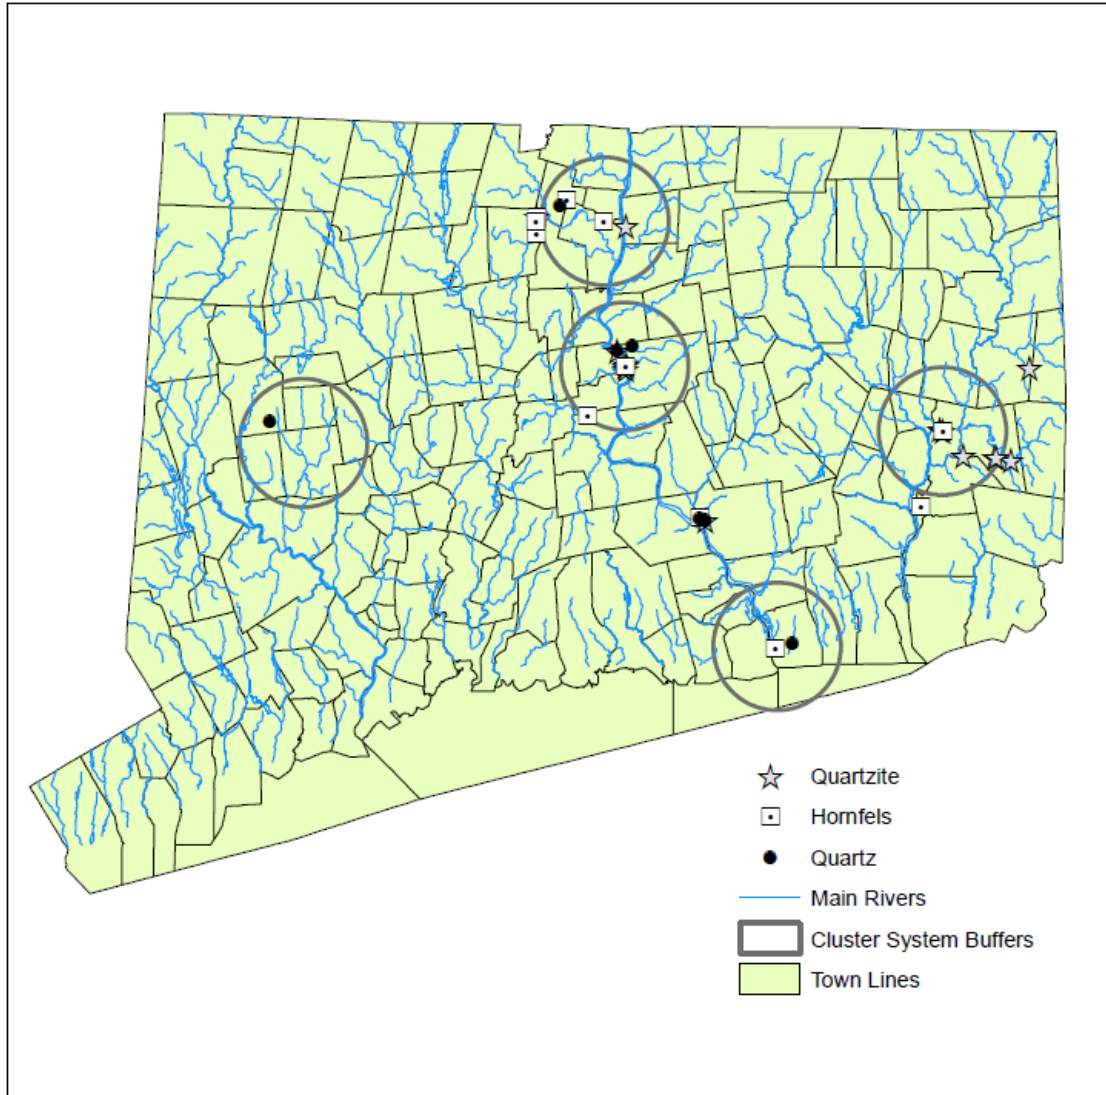 Quartzite
Hornfels
Quartz
Main Rivers
Cluster System Buffers
Town Lines